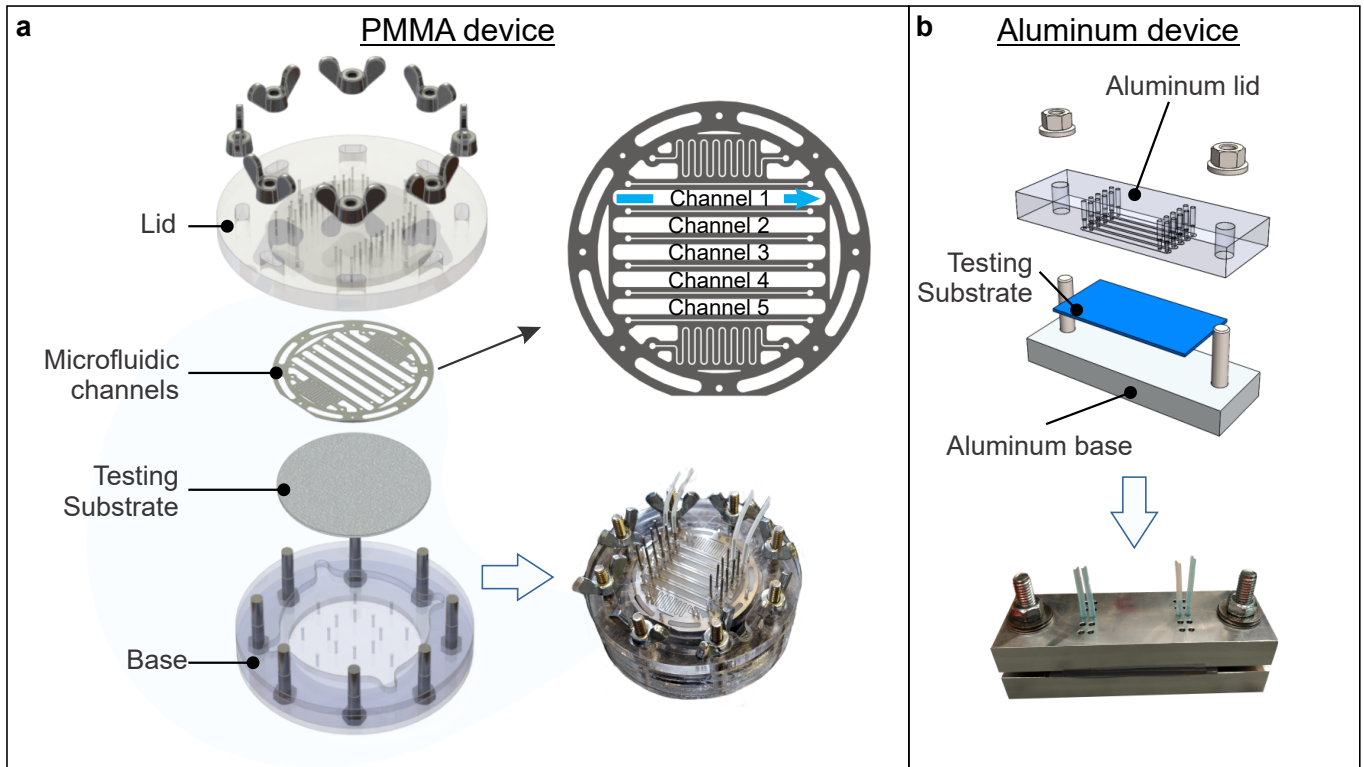 a
PMMA device
Lid
Microfluidic
channels
Testing
Substrate
Base
Channel 1
Channel 2
Channel 3
Channel 4
Channel 5
b
Aluminum device
Aluminum lid
Testing
Substrate
Aluminum base